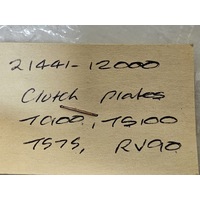 21441-12000
Clutch plates
TC100, TS100
TS75, RV90